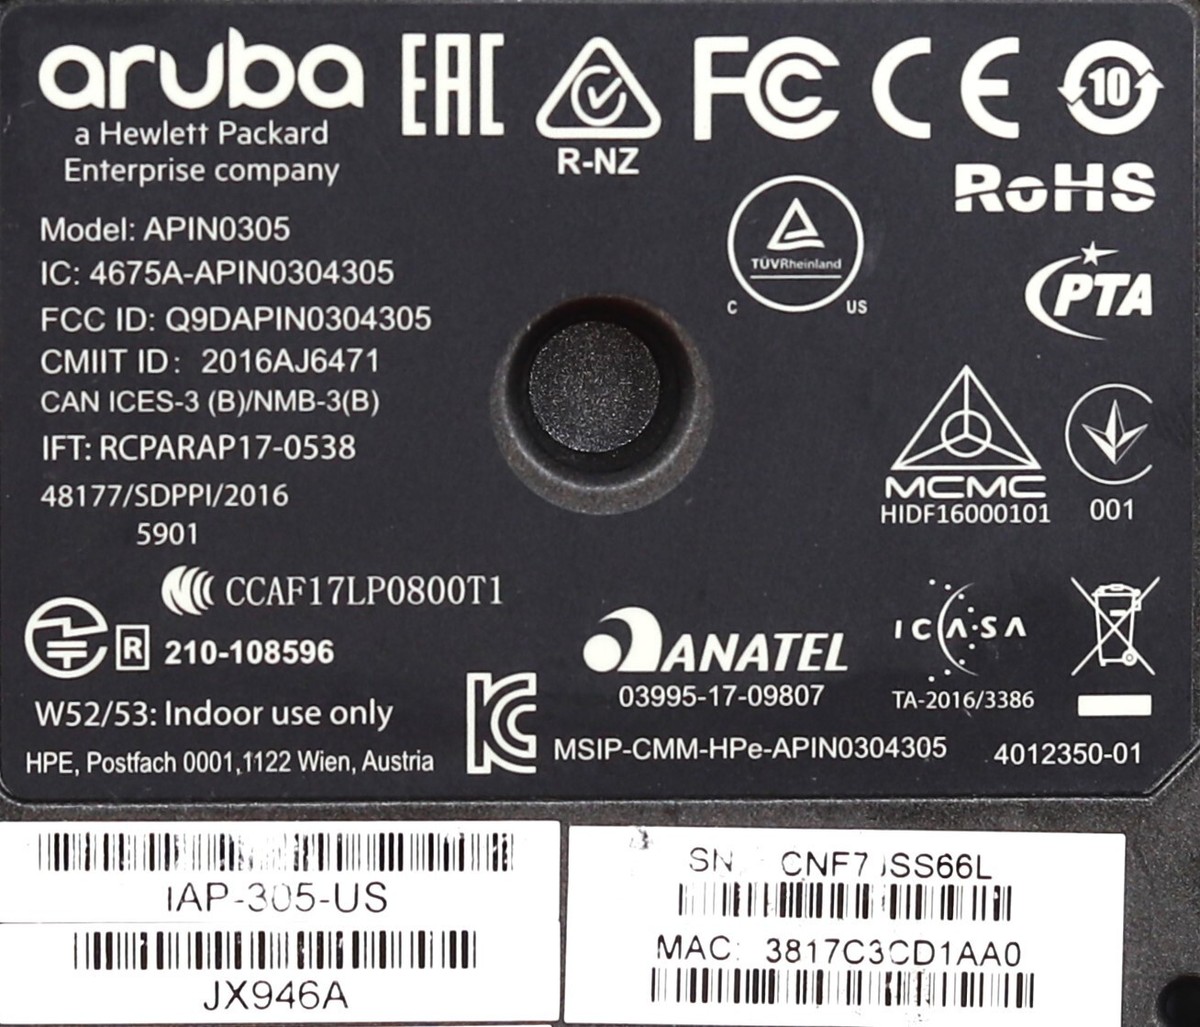 aruba
a Hewlett Packard
Enterprise company
EAC
R-NZ
FC CE
10
RoHS
TÜVRheinland
C US
PTA
Model: APIN0305
IC: 4675A-APIN0304305
FCC ID: Q9DAPIN0304305
CMIIT ID: 2016AJ6471
CAN ICES-3 (B)/NMB-3(B)
IFT: RCPARAP17-0538
48177/SDPPI/2016
5901
MCMC
HIDF16000101
001
CCAF17LP0800T1
R 210-108596
ANATEL
03995-17-09807
ICASA
TA-2016/3386
W52/53: Indoor use only
HPE, Postfach 0001,1122 Wien, Austria
KC
MSIP-CMM-HPe-APIN0304305
4012350-01
IAP-305-US
JX946A
SN
MAC: 3817C3CD1AA0